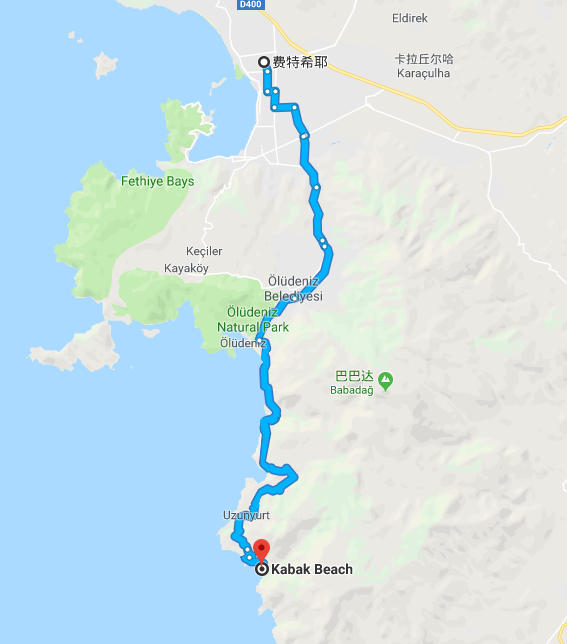 D400
Eldirek
费特希耶
卡拉丘尔哈
Karaçulha
Fethiye Bays
Keçiler
Kayaköy
Ölüdeniz
Belediyesi
Ölüdeniz
Natural Park
Ölüdeniz
巴巴达
Babadağ
Uzunyurt
Kabak Beach